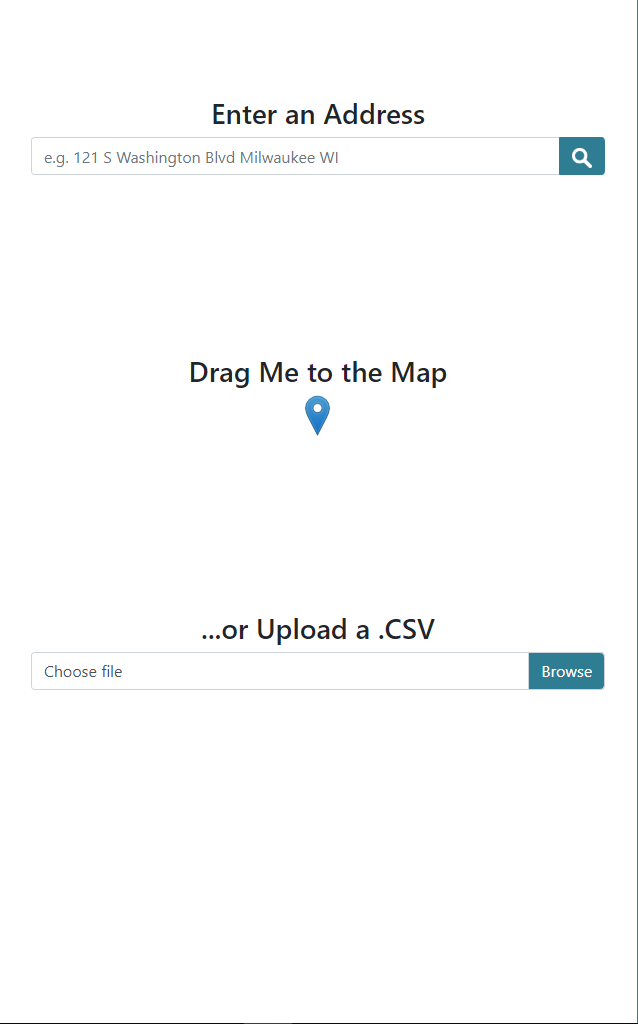 Enter an Address
e.g. 121 S Washington Blvd Milwaukee WI
Drag Me to the Map
...or Upload a .CSV
Choose file
Browse